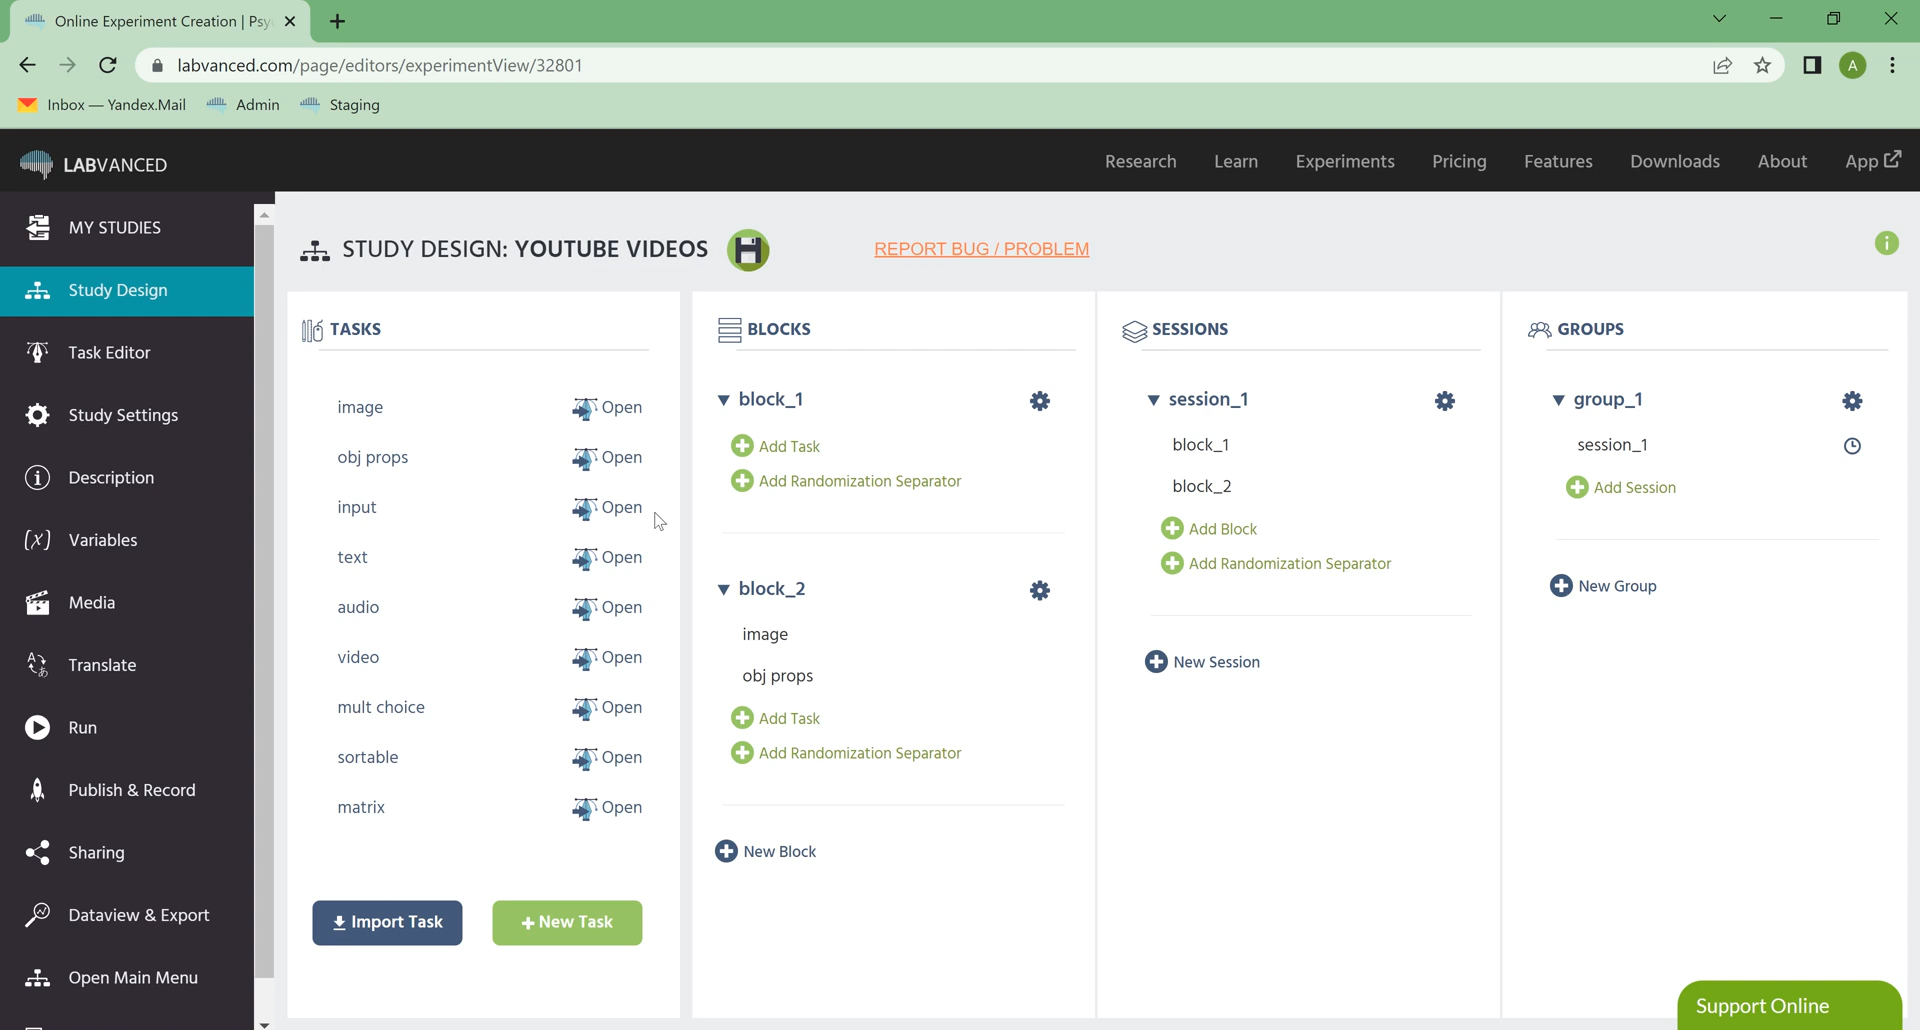 Online Experiment Creation | Psy
labvanced.com/page/editors/experimentView/32801
A
Inbox — Yandex.Mail
Admin
Staging
LABVANCED
Research
Learn
Experiments
Pricing
Features
Downloads
About
App
MY STUDIES
Study Design
Task Editor
Study Settings
Description
Variables
Media
Translate
Run
Publish & Record
Sharing
Dataview & Export
Open Main Menu
STUDY DESIGN: YOUTUBE VIDEOS
REPORT BUG / PROBLEM
TASKS
image Open
obj props Open
input Open
text Open
audio Open
video Open
mult choice Open
sortable Open
matrix Open
Import Task
+ New Task
BLOCKS
block_1
Add Task
Add Randomization Separator
block_2
image
obj props
Add Task
Add Randomization Separator
New Block
SESSIONS
session_1
block_1
block_2
Add Block
Add Randomization Separator
New Session
GROUPS
group_1
session_1
Add Session
New Group
Support Online